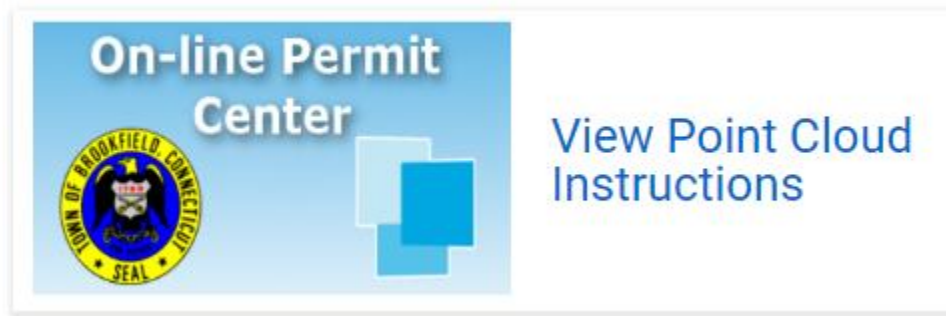 On-line Permit
Center
TOWN OF BROOKFIELD, CONNECTICUT
SEAL
View Point Cloud
Instructions